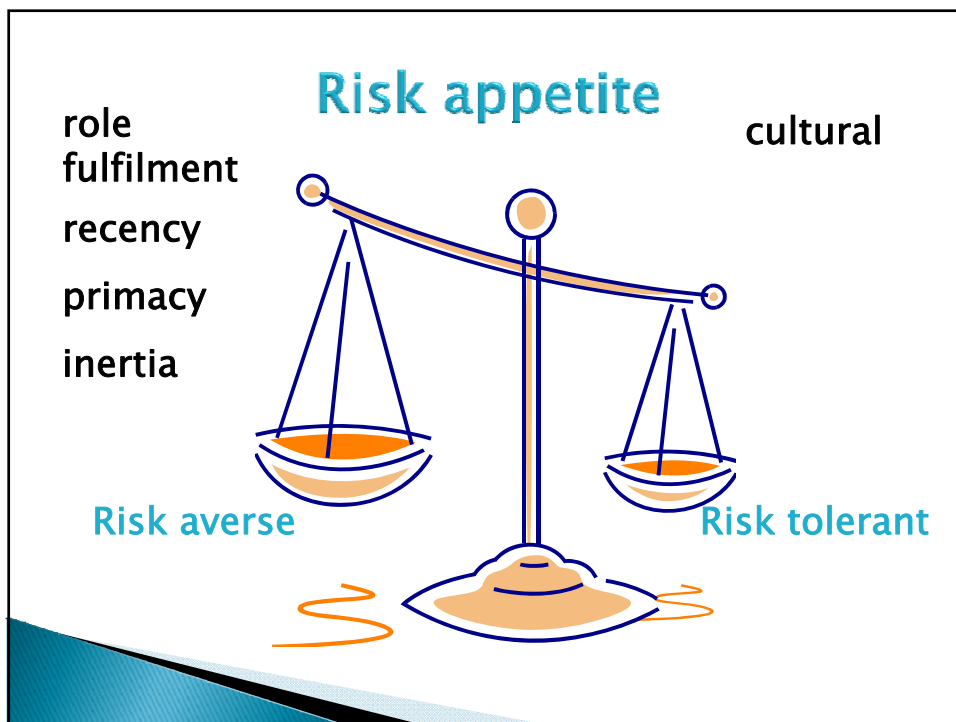 Risk appetite
role
fulfilment
recency
primacy
inertia
cultural
Risk averse
Risk tolerant